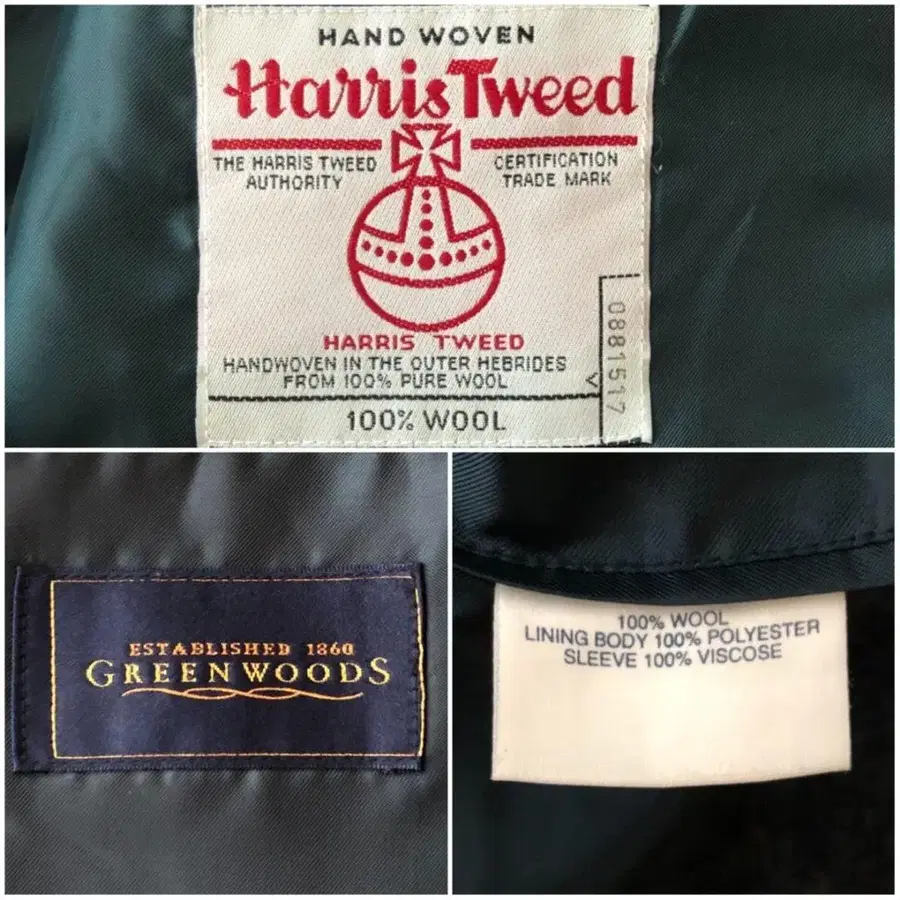 HAND WOVEN
Harris Tweed
THE HARRIS TWEED
AUTHORITY
CERTIFICATION
TRADE MARK
HARRIS TWEED
HANDWOVEN IN THE OUTER HEBRIDES
FROM 100% PURE WOOL
100% WOOL
0881517
ESTABLISHED 1860
GREENWOODS
100% WOOL
LINING BODY 100% POLYESTER
SLEEVE 100% VISCOSE